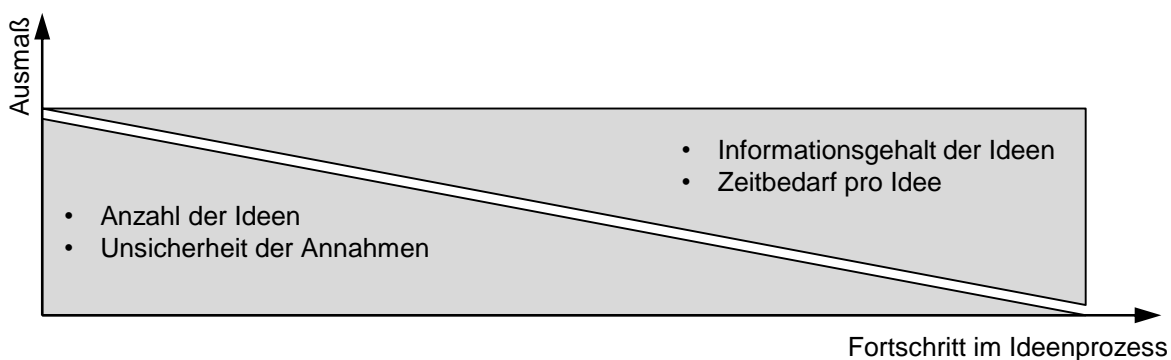 Ausmaß
• Informationsgehalt der Ideen
• Zeitbedarf pro Idee
• Anzahl der Ideen
• Unsicherheit der Annahmen
Fortschritt im Ideenprozess